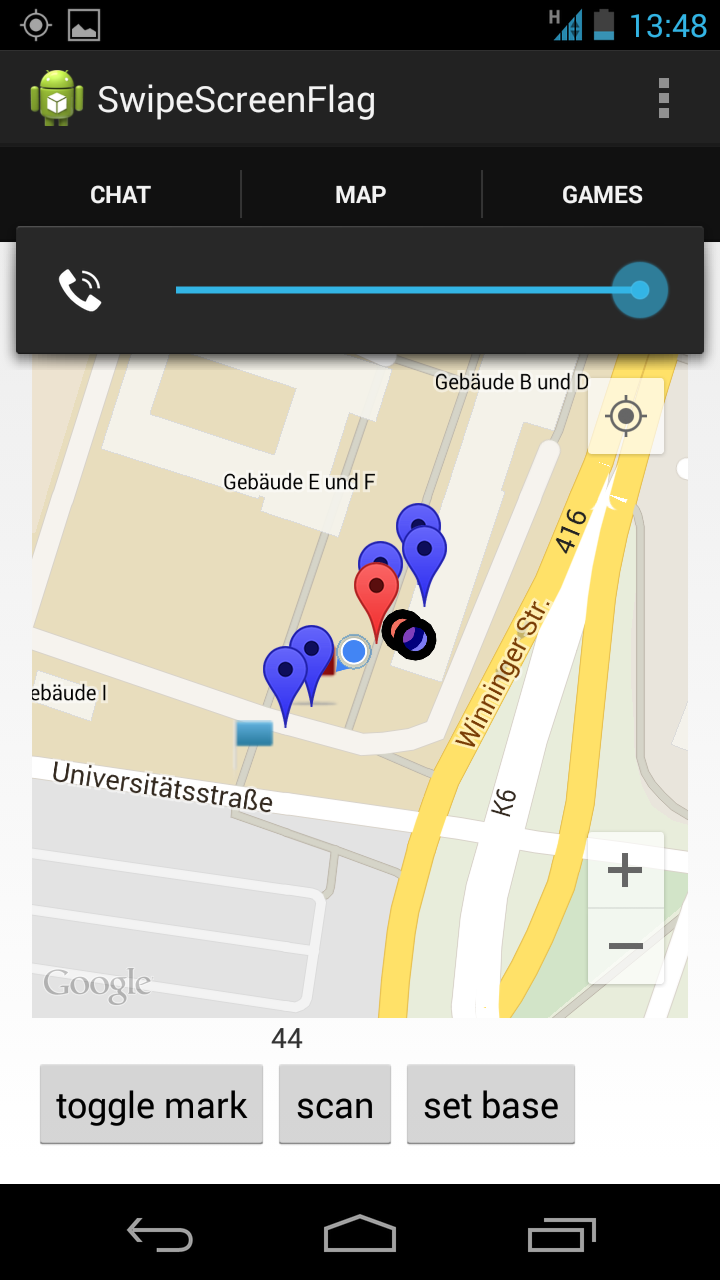 H 13:48
SwipeScreenFlag
CHAT MAP GAMES
Gebäude B und D
Gebäude E und F
416
Winninger Str.
ebäude I
Universitätsstraße
K6
Google
44
toggle mark scan set base